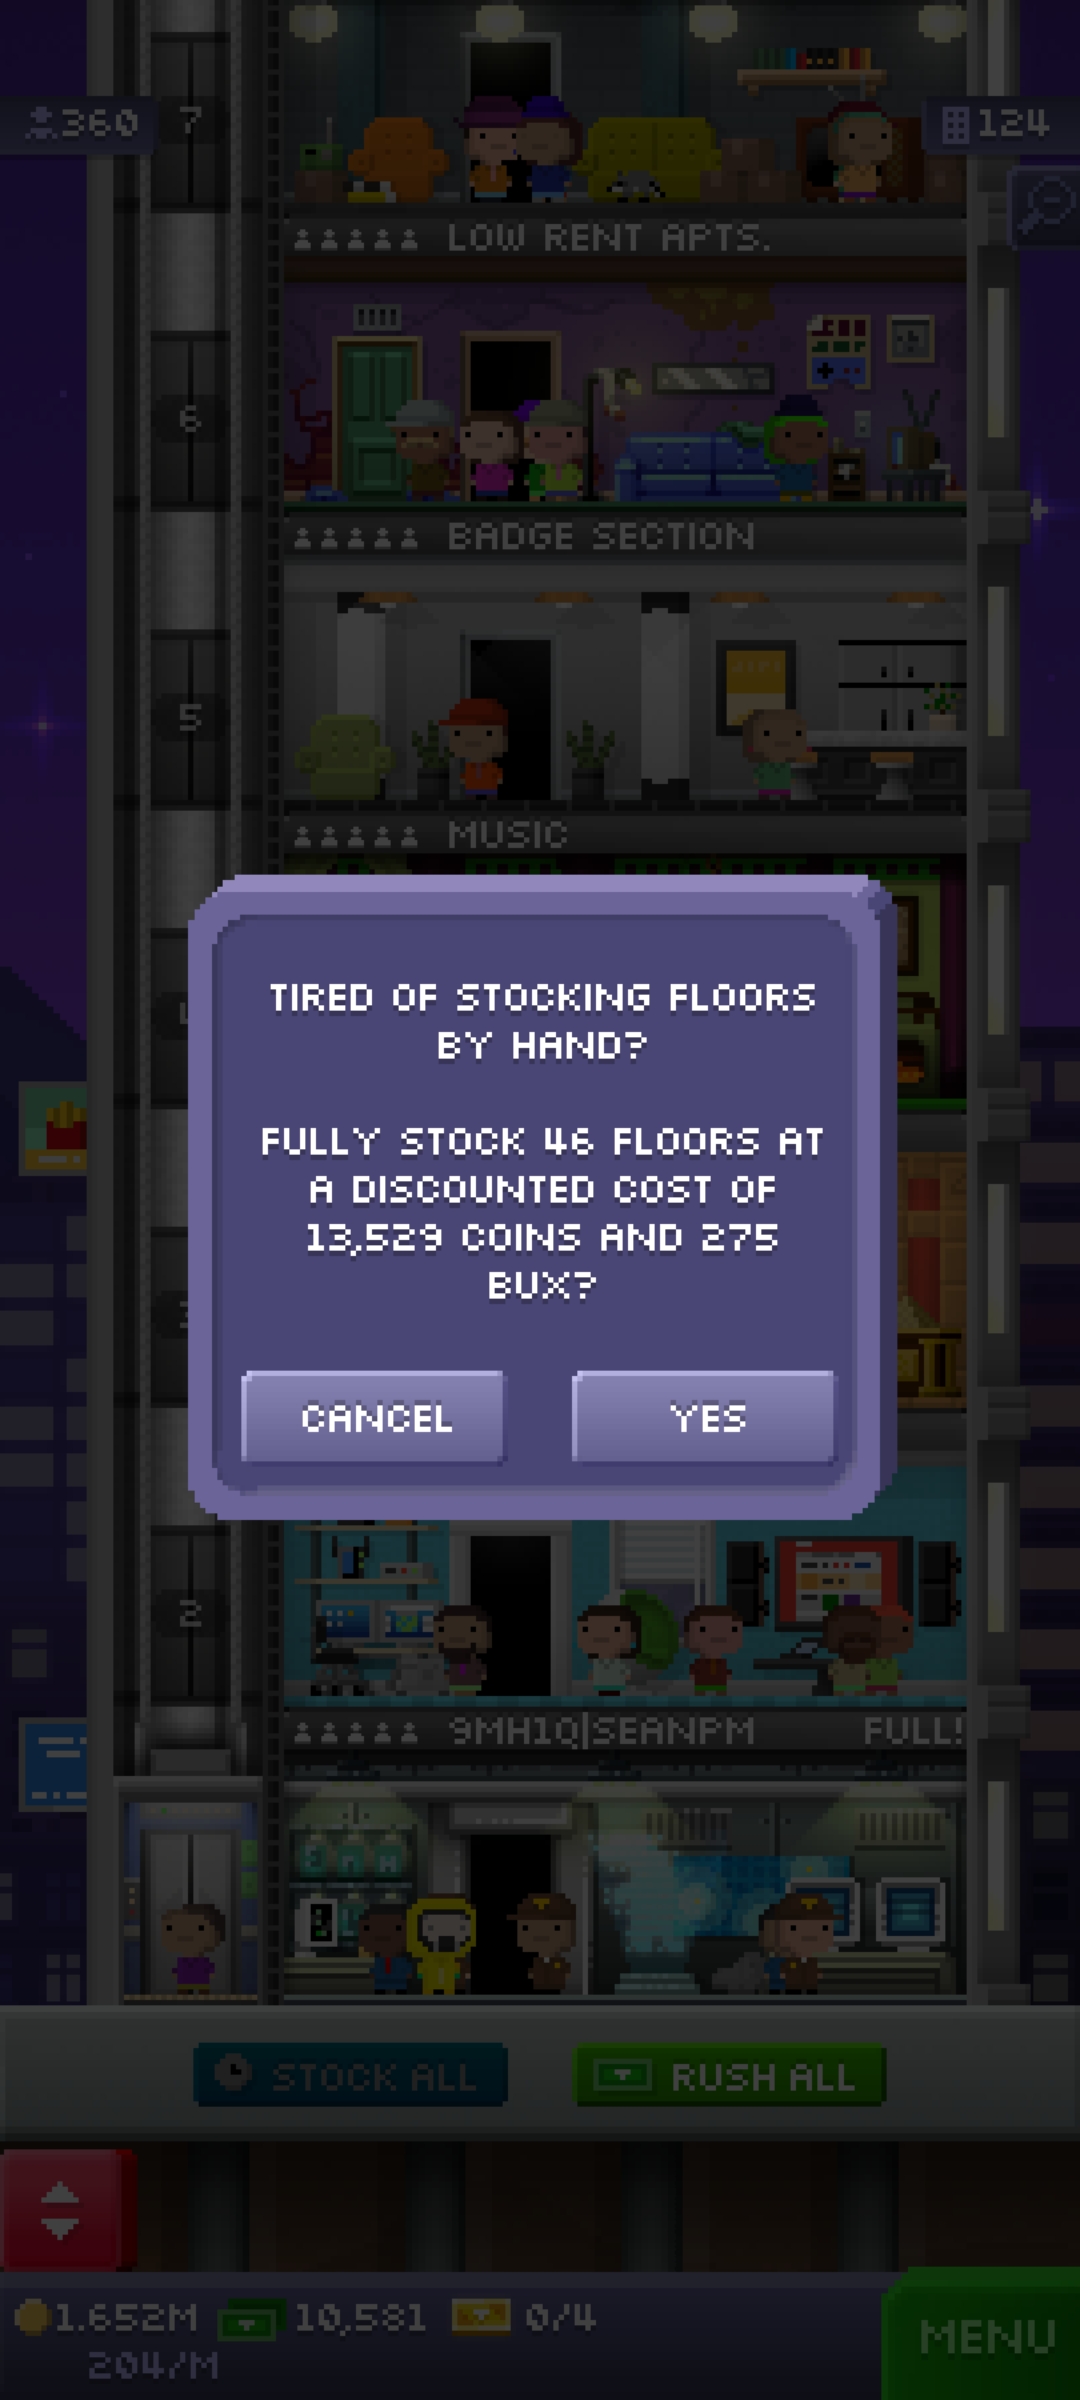 360
7
124
LOW RENT APTS.
6
BADGE SECTION
5
MUSIC
TIRED OF STOCKING FLOORS
BY HAND?
FULLY STOCK 46 FLOORS AT
A DISCOUNTED COST OF
13,529 COINS AND 275
BUX?
CANCEL
YES
2
9MH1Q|SEANPM
FULL!
STOCK ALL
RUSH ALL
1.652M
10,581
0/4
204/M
MENU